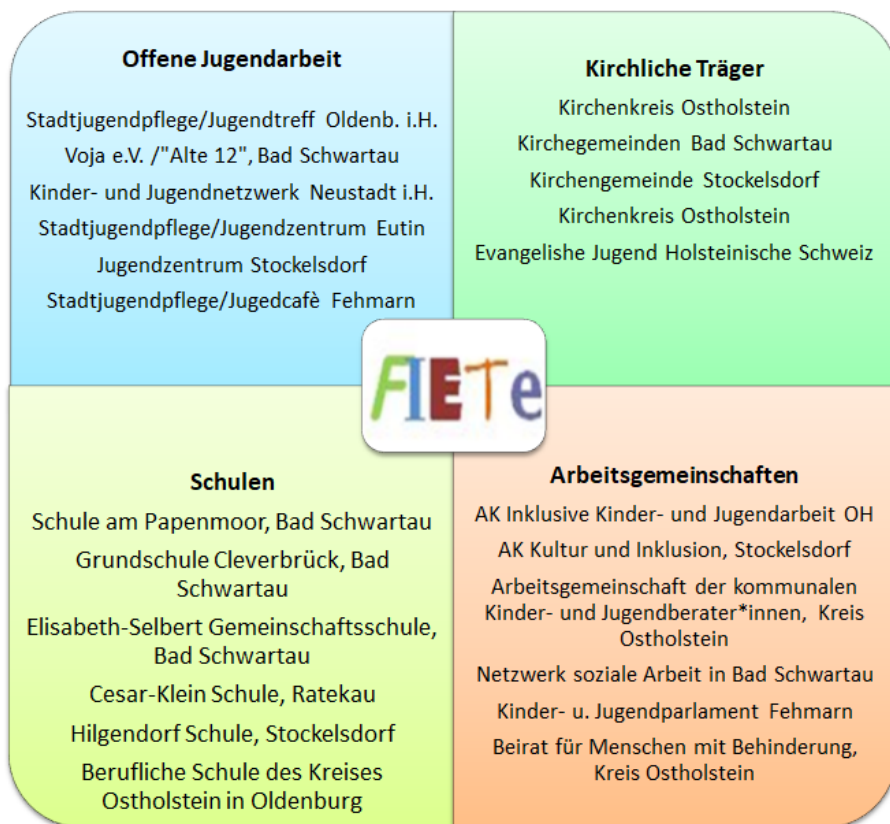 Offene Jugendarbeit
Stadtjugendpflege/Jugendtreff Oldenb. i.H.
Voja e.V. /"Alte 12", Bad Schwartau
Kinder- und Jugendnetzwerk Neustadt i.H.
Stadtjugendpflege/Jugendzentrum Eutin
Jugendzentrum Stockelsdorf
Stadtjugendpflege/Jugedcafè Fehmarn
Kirchliche Träger
Kirchenkreis Ostholstein
Kirchegemeinden Bad Schwartau
Kirchengemeinde Stockelsdorf
Kirchenkreis Ostholstein
Evangelishe Jugend Holsteinische Schweiz
FIETe
Schulen
Schule am Papenmoor, Bad Schwartau
Grundschule Cleverbrück, Bad
Schwartau
Elisabeth-Selbert Gemeinschaftsschule,
Bad Schwartau
Cesar-Klein Schule, Ratekau
Hilgendorf Schule, Stockelsdorf
Berufliche Schule des Kreises
Ostholstein in Oldenburg
Arbeitsgemeinschaften
AK Inklusive Kinder- und Jugendarbeit OH
AK Kultur und Inklusion, Stockelsdorf
Arbeitsgemeinschaft der kommunalen
Kinder- und Jugendberater*innen, Kreis
Ostholstein
Netzwerk soziale Arbeit in Bad Schwartau
Kinder- u. Jugendparlament Fehmarn
Beirat für Menschen mit Behinderung,
Kreis Ostholstein